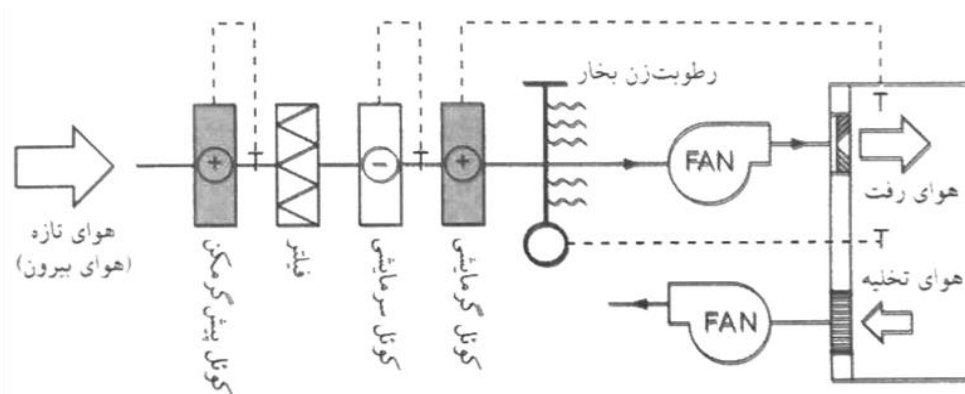 رطوبت‌زن بخار
FAN
هوای رفت
هوای تازه
(هوای بیرون)
کوئل پیش گرمکن
فیلتر
کوئل سرمایشی
کوئل گرمایشی
هوای تخلیه
FAN